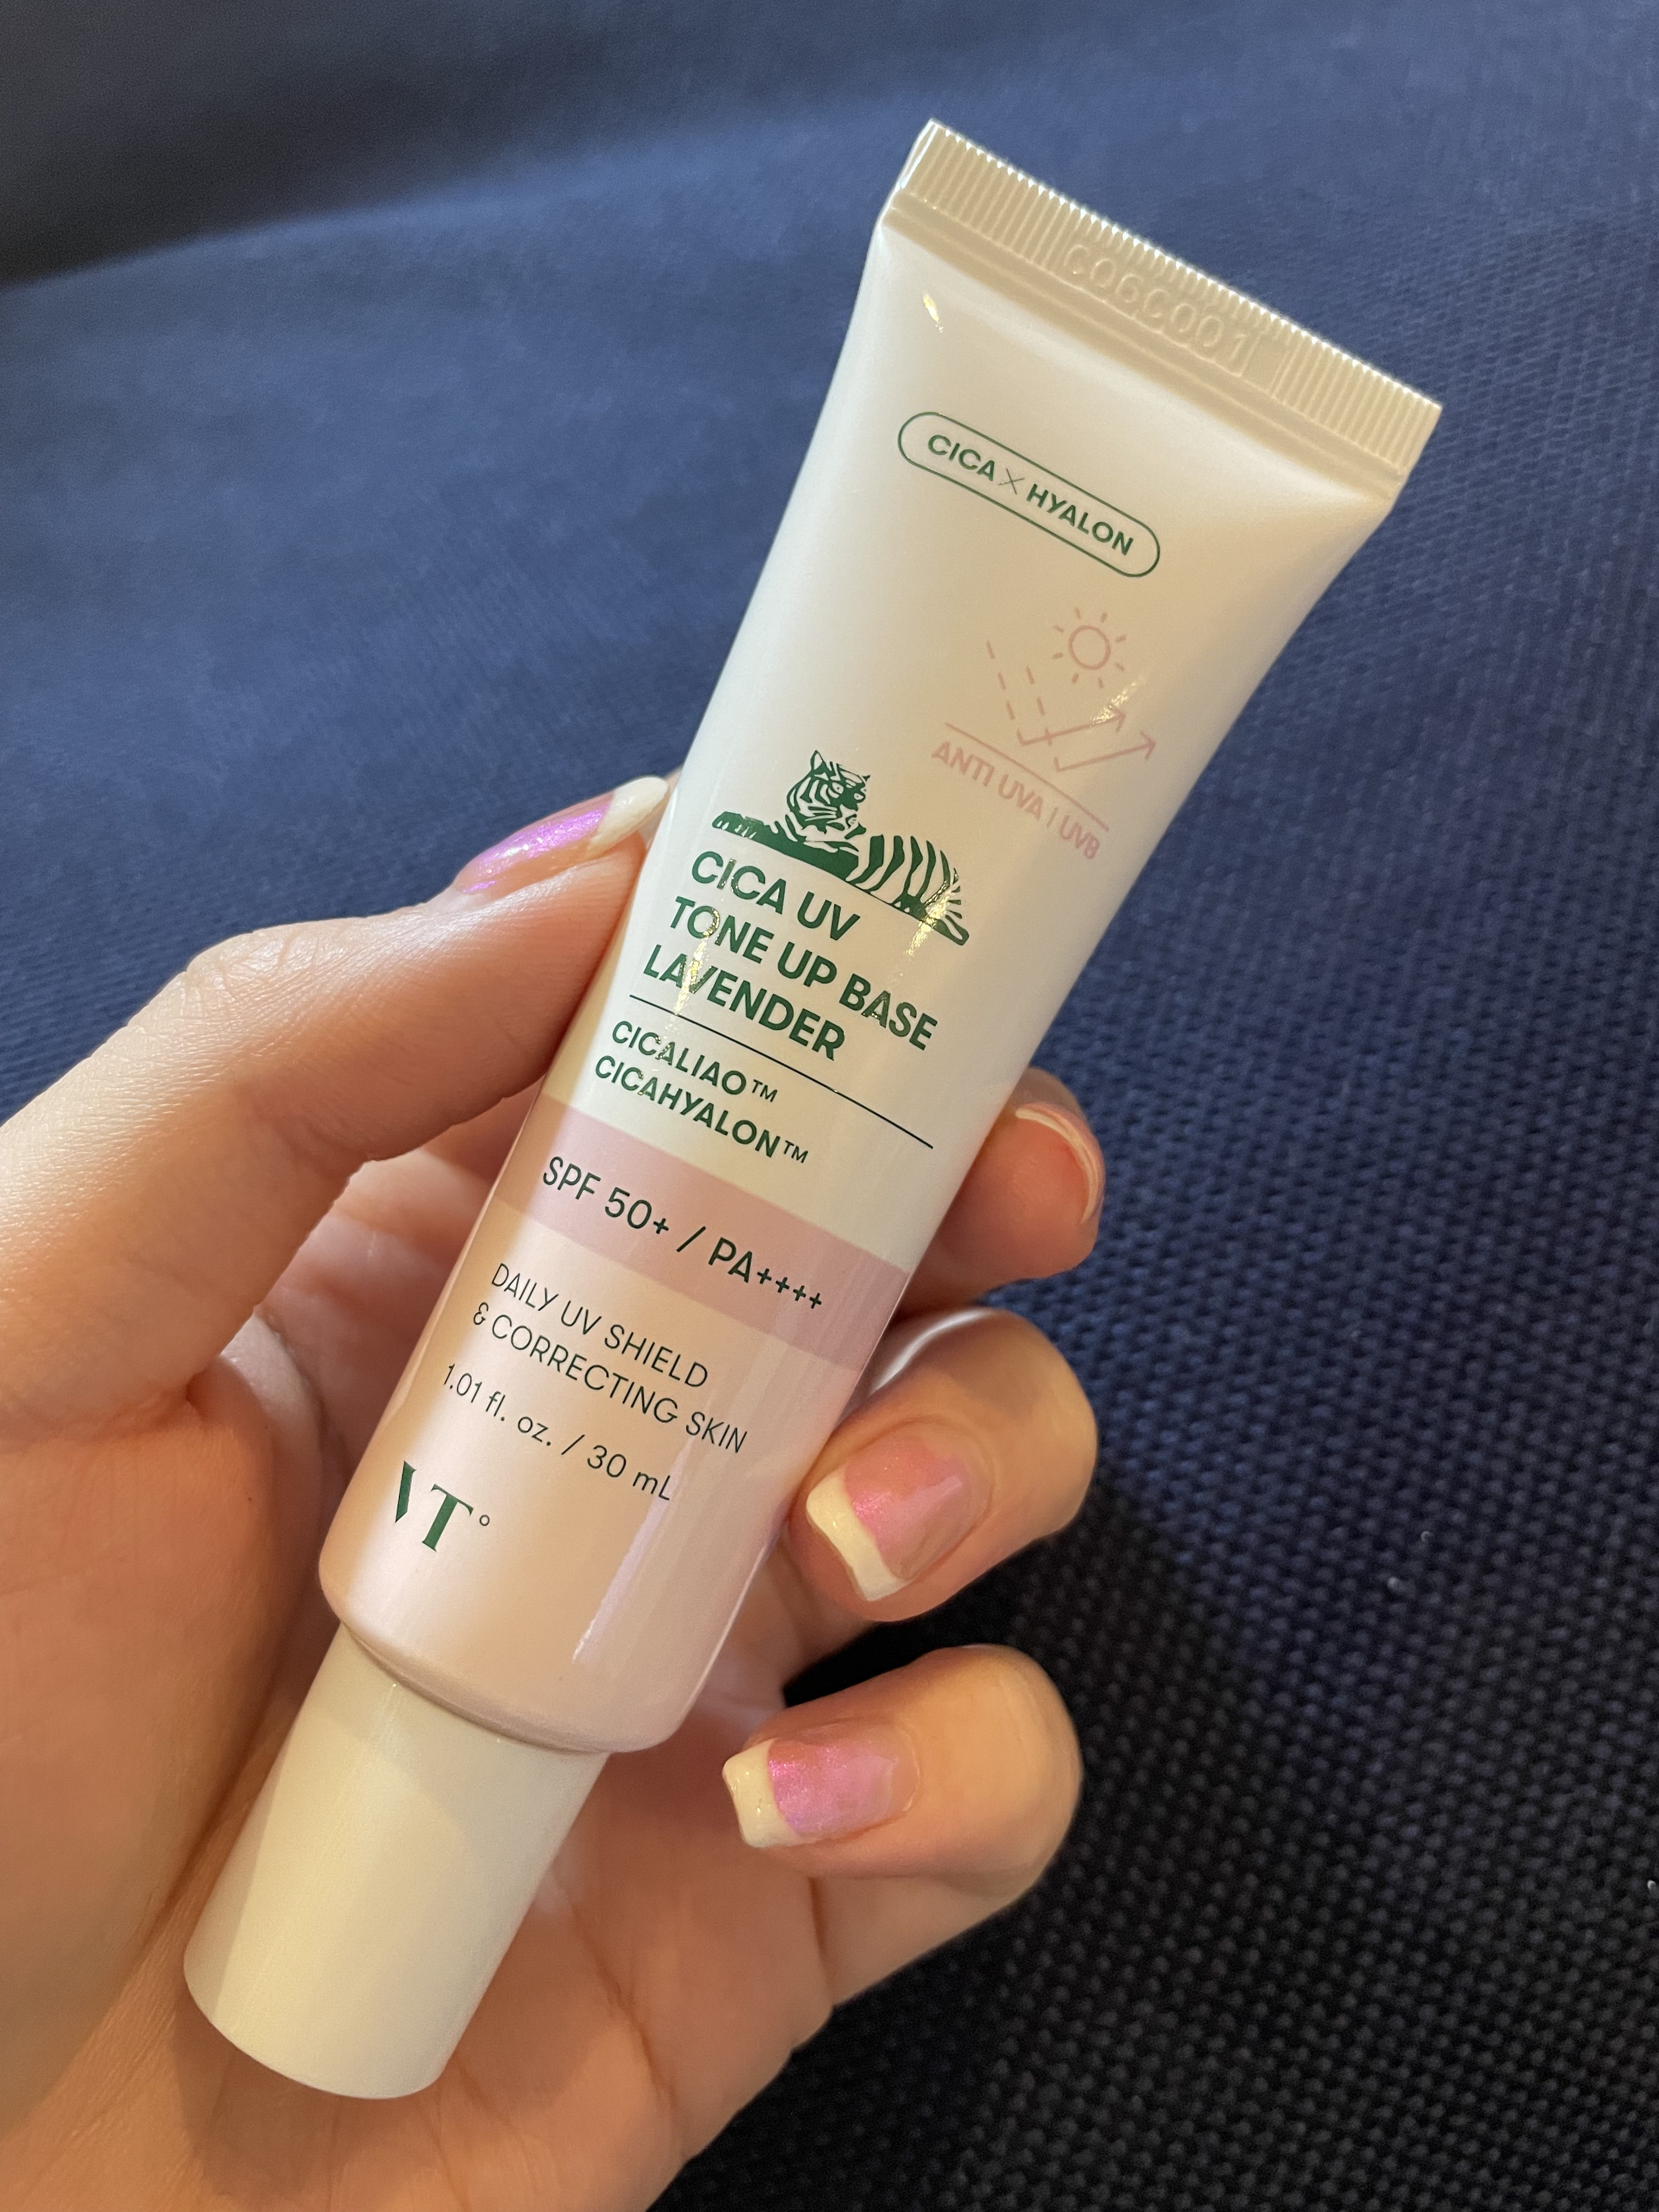 CICA X HYALON
ANTI UVA | UVB
CICA UV
TONE UP BASE
LAVENDER
CICALIAO™
CICAHYALON™
SPF 50+ / PA++++
DAILY UV SHIELD
& CORRECTING SKIN
1.01 fl. oz. / 30 mL
VT°